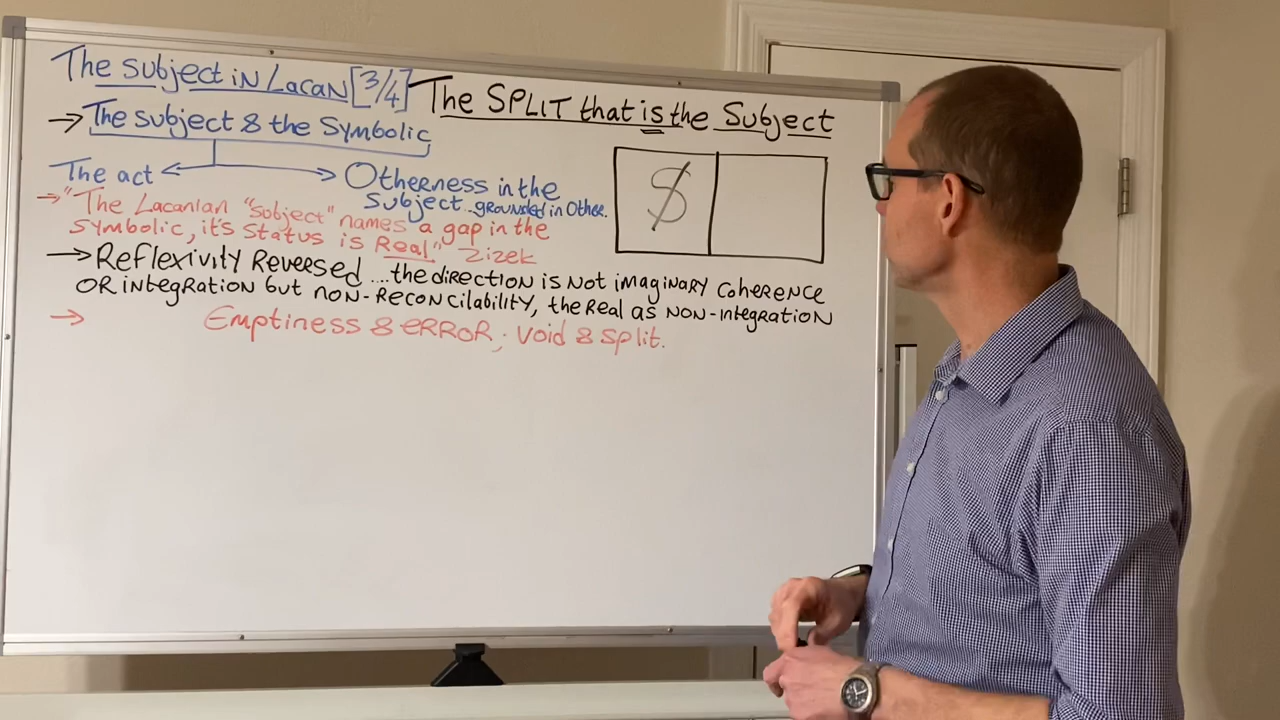 The subject in Lacan [3/4]
The SPLIT that is the Subject
→ The subject & the Symbolic
The act
Otherness in the
subject ..grounded in Other.
$
→ "The Lacanian "subject" names a gap in the
symbolic, it's status is Real" Zizek
→ Reflexivity Reversed ...the direction is not imaginary coherence
or integration but non-reconcilability, the real as non-integration
→ Emptiness & error; void & split.